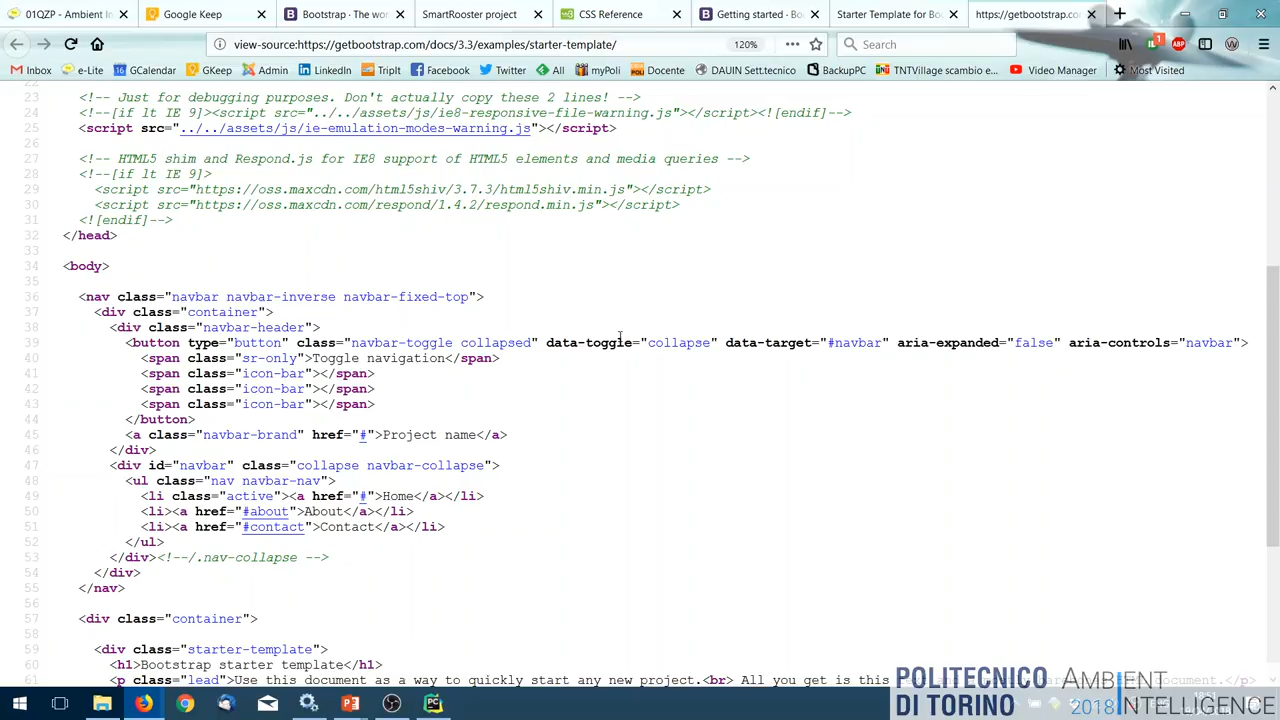 01QZP - Ambient In
Google Keep
Bootstrap · The wor
SmartRooster project
CSS Reference
Getting started · Bo
Starter Template for Bo
https://getbootstrap.co
view-source:https://getbootstrap.com/docs/3.3/examples/starter-template/
120%
Search
Inbox e-Lite GCalendar GKeep Admin LinkedIn TripIt Facebook Twitter All myPoli Docente DAUIN Sett.tecnico BackupPC TNTVillage scambio e Video Manager Most Visited
23 <!-- Just for debugging purposes. Don't actually copy these 2 lines! -->
24 <!--[if lt IE 9]><script src="../../assets/js/ie8-responsive-file-warning.js"></script><![endif]-->
25 <script src="../../assets/js/ie-emulation-modes-warning.js"></script>
26
27 <!-- HTML5 shim and Respond.js for IE8 support of HTML5 elements and media queries -->
28 <!--[if lt IE 9]>
29 <script src="https://oss.maxcdn.com/html5shiv/3.7.3/html5shiv.min.js"></script>
30 <script src="https://oss.maxcdn.com/respond/1.4.2/respond.min.js"></script>
31 <![endif]-->
32 </head>
33
34 <body>
35
36 <nav class="navbar navbar-inverse navbar-fixed-top">
37 <div class="container">
38 <div class="navbar-header">
39 <button type="button" class="navbar-toggle collapsed" data-toggle="collapse" data-target="#navbar" aria-expanded="false" aria-controls="navbar">
40 <span class="sr-only">Toggle navigation</span>
41 <span class="icon-bar"></span>
42 <span class="icon-bar"></span>
43 <span class="icon-bar"></span>
44 </button>
45 <a class="navbar-brand" href="#">Project name</a>
46 </div>
47 <div id="navbar" class="collapse navbar-collapse">
48 <ul class="nav navbar-nav">
49 <li class="active"><a href="#">Home</a></li>
50 <li><a href="#about">About</a></li>
51 <li><a href="#contact">Contact</a></li>
52 </ul>
53 </div><!--/.nav-collapse -->
54 </div>
55 </nav>
56
57 <div class="container">
58
59 <div class="starter-template">
60 <h1>Bootstrap starter template</h1>
61 <p class="lead">Use this document as a way to quickly start any new project.<br> All you get is this
POLITECNICO DI TORINO
AMBIENT 2018 INTELLIGENCE